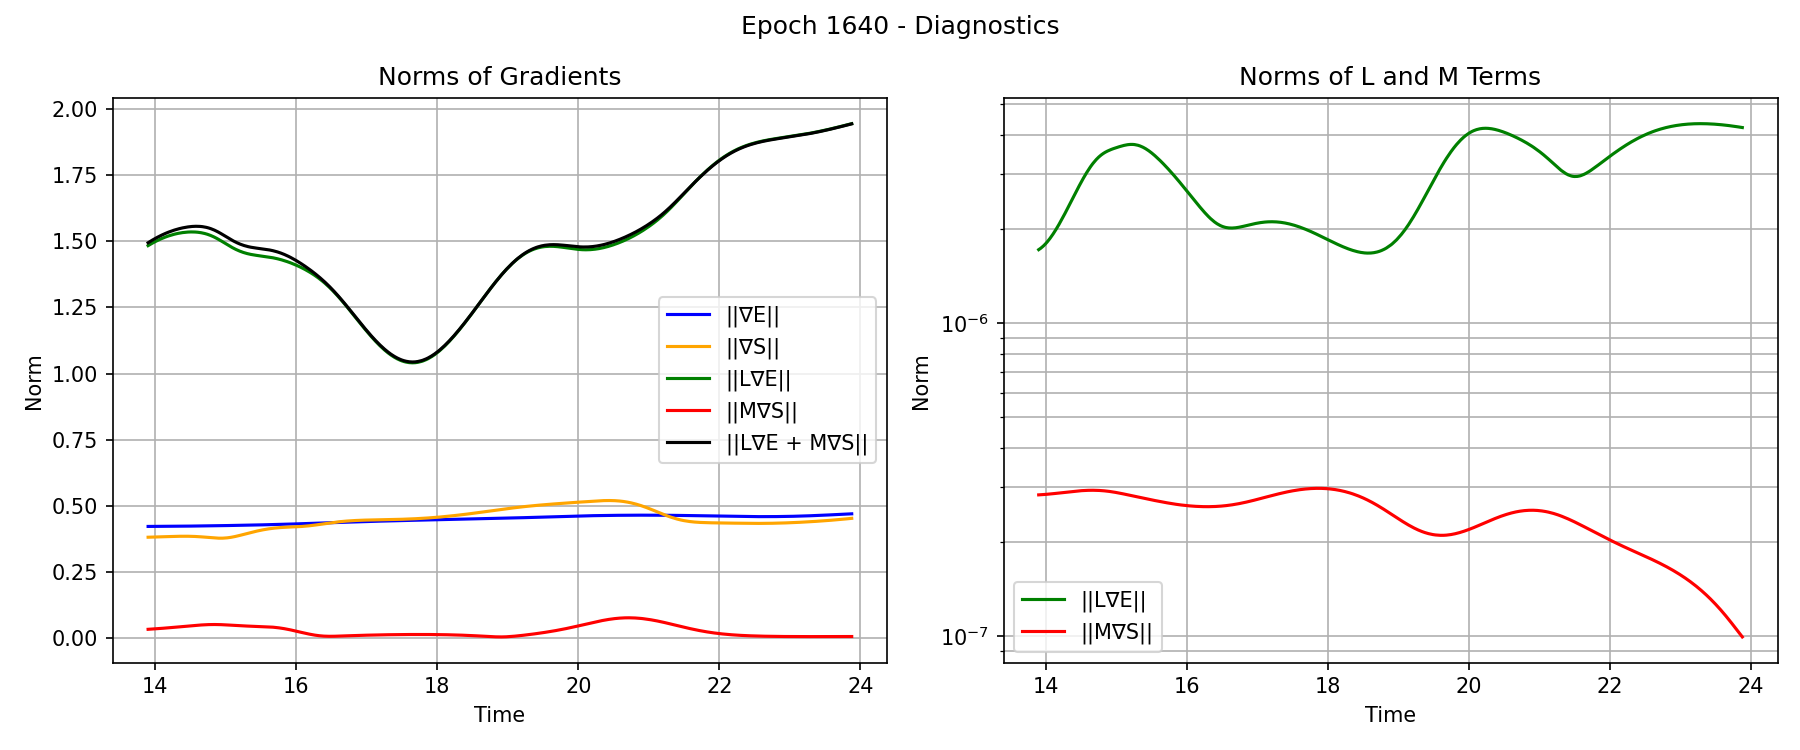 Epoch 1640 - Diagnostics
Norms of Gradients
Norm
2.00
1.75
1.50
1.25
1.00
0.75
0.50
0.25
0.00
14 16 18 20 22 24
Time
||∇E||
||∇S||
||L∇E||
||M∇S||
||L∇E + M∇S||
Norms of L and M Terms
Norm
10⁻⁶
10⁻⁷
14 16 18 20 22 24
Time
||L∇E||
||M∇S||